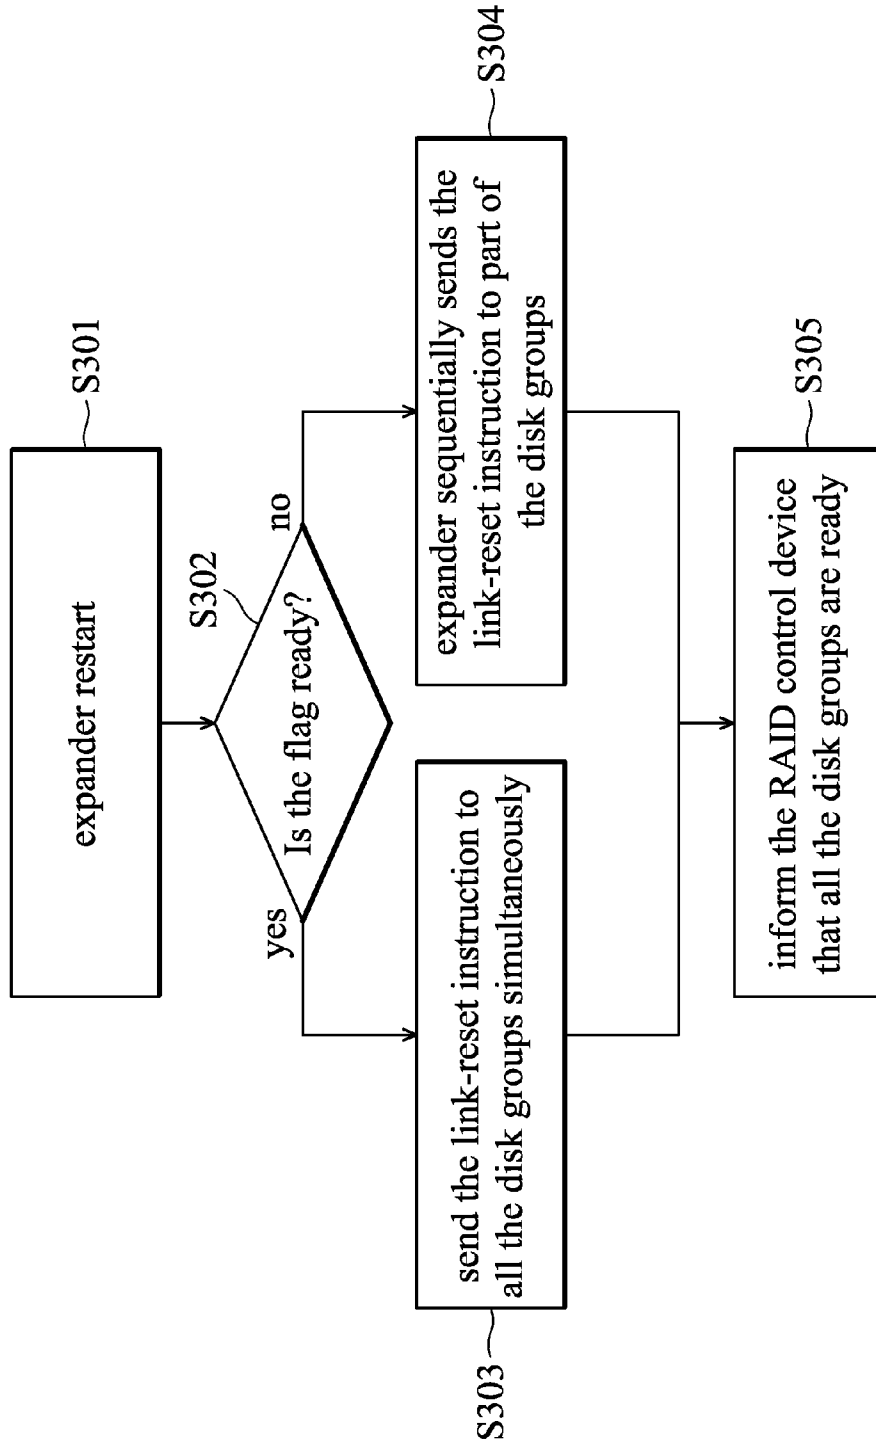 S301
expander restart
S302
Is the flag ready?
yes
no
S303
send the link-reset instruction to
all the disk groups simultaneously
S304
expander sequentially sends the
link-reset instruction to part of
the disk groups
S305
inform the RAID control device
that all the disk groups are ready